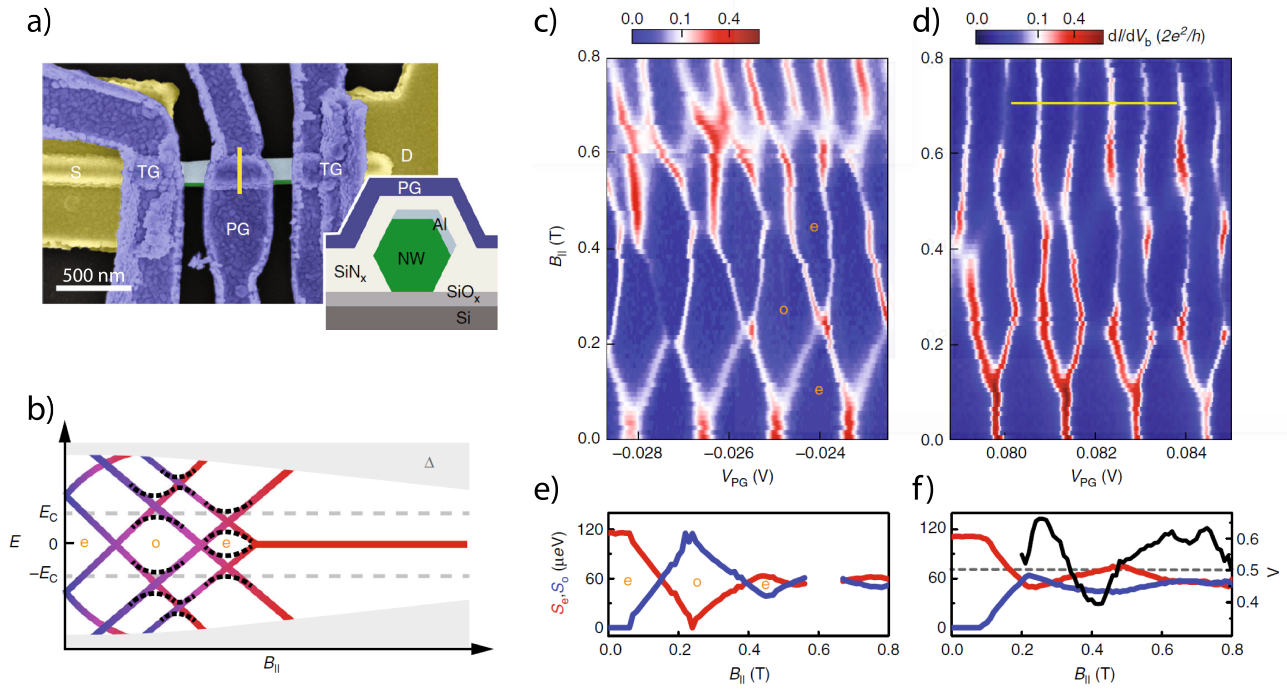 a)
S
TG
PG
TG
D
500 nm
PG
Al
NW
SiNx
SiOx
Si
b)
Δ
EC
E
0
e
o
e
−EC
B||
c)
0.0
0.1
0.4
0.8
0.6
0.4
0.2
0.0
B|| (T)
e
o
e
−0.028
−0.026
−0.024
VPG (V)
d)
0.0
0.1
0.4
dI/dVb (2e²/h)
0.8
0.6
0.4
0.2
0.0
0.080
0.082
0.084
VPG (V)
e)
120
60
0
Se,So (μeV)
e
o
e
0.0
0.2
0.4
0.6
0.8
B|| (T)
f)
120
60
0
0.6
0.5
0.4
V
0.0
0.2
0.4
0.6
0.8
B|| (T)